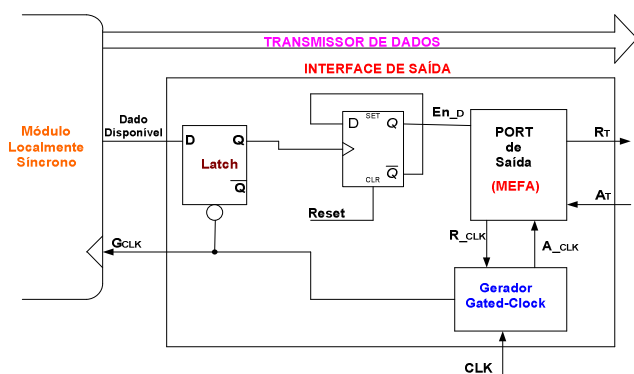 TRANSMISSOR DE DADOS
INTERFACE DE SAÍDA
Módulo
Localmente
Síncrono
Dado
Disponível
D Q
Latch
Q
SET
D Q
CLR
Q
Reset
En_D
PORT
de
Saída
(MEFA)
RT
AT
R_CLK
A_CLK
GCLK
Gerador
Gated-Clock
CLK